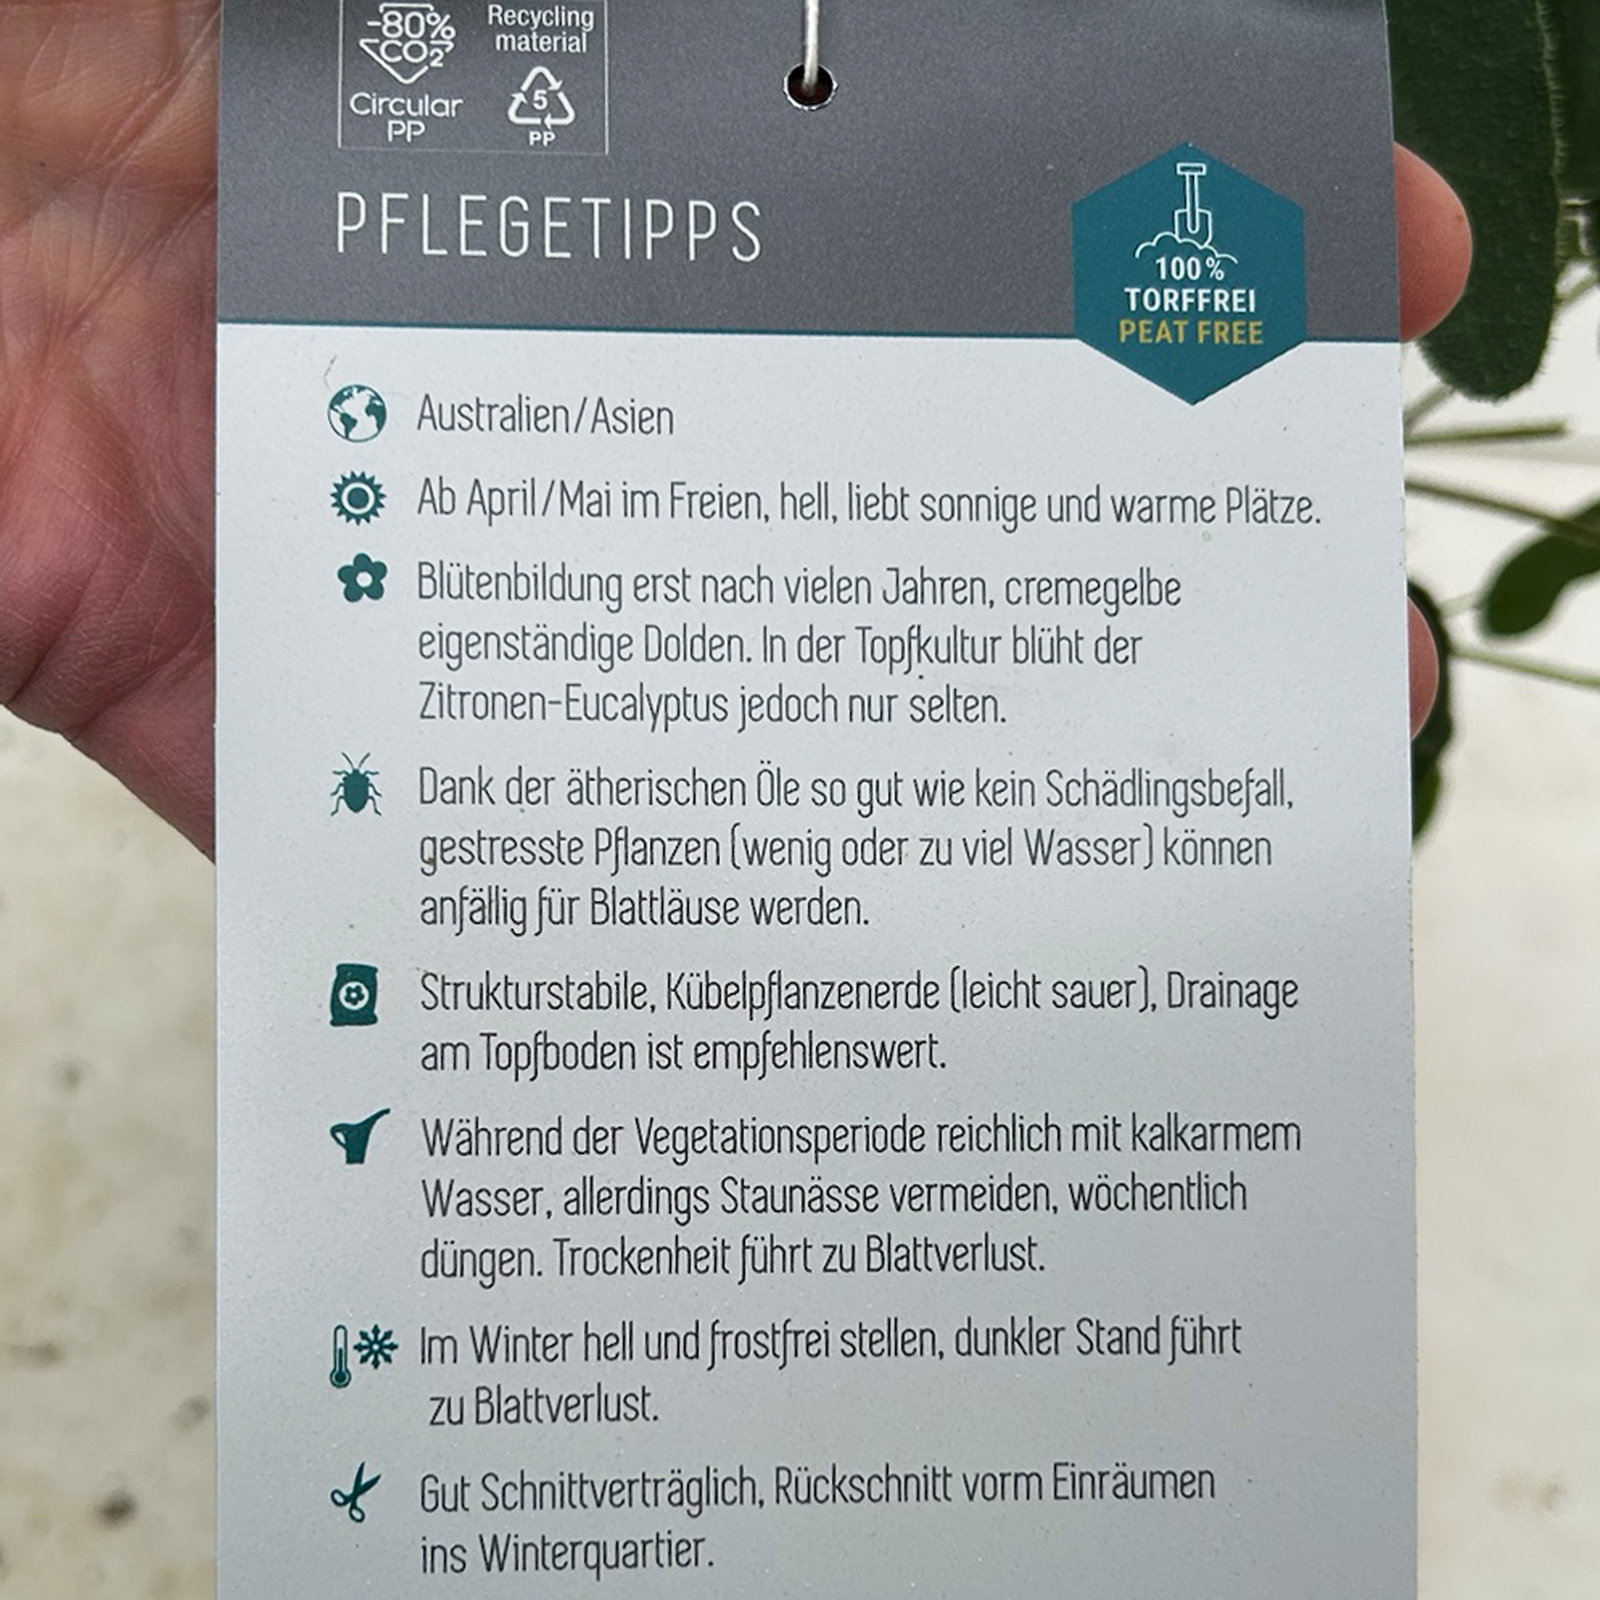 -80%
CO2
Circular
PP
Recycling
material
5
PP
PFLEGETIPPS
100%
TORFFREI
PEAT FREE
Australien/Asien
Ab April/Mai im Freien, hell, liebt sonnige und warme Plätze.
Blütenbildung erst nach vielen Jahren, cremegelbe
eigenständige Dolden. In der Topfkultur blüht der
Zitronen-Eucalyptus jedoch nur selten.
Dank der ätherischen Öle so gut wie kein Schädlingsbefall,
gestresste Pflanzen (wenig oder zu viel Wasser) können
anfällig für Blattläuse werden.
Strukturstabile, Kübelpflanzenerde (leicht sauer), Drainage
am Topfboden ist empfehlenswert.
Während der Vegetationsperiode reichlich mit kalkarmem
Wasser, allerdings Staunässe vermeiden, wöchentlich
düngen. Trockenheit führt zu Blattverlust.
Im Winter hell und frostfrei stellen, dunkler Stand führt
zu Blattverlust.
Gut Schnittverträglich, Rückschnitt vorm Einräumen
ins Winterquartier.